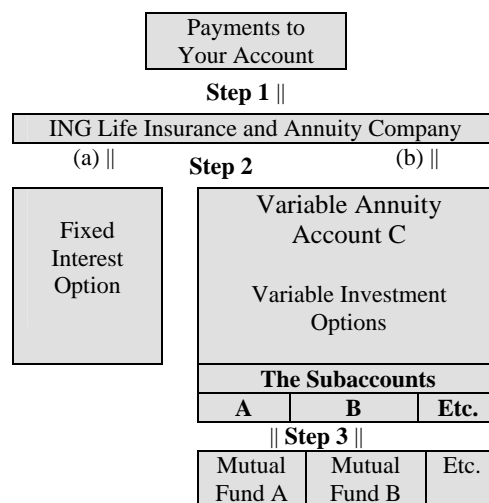 Payments to
Your Account
Step 1 ||
ING Life Insurance and Annuity Company
(a) || Step 2 (b) ||
Fixed
Interest
Option
Variable Annuity
Account C
Variable Investment
Options
The Subaccounts
A B Etc.
|| Step 3 ||
Mutual Mutual Etc.
Fund A Fund B